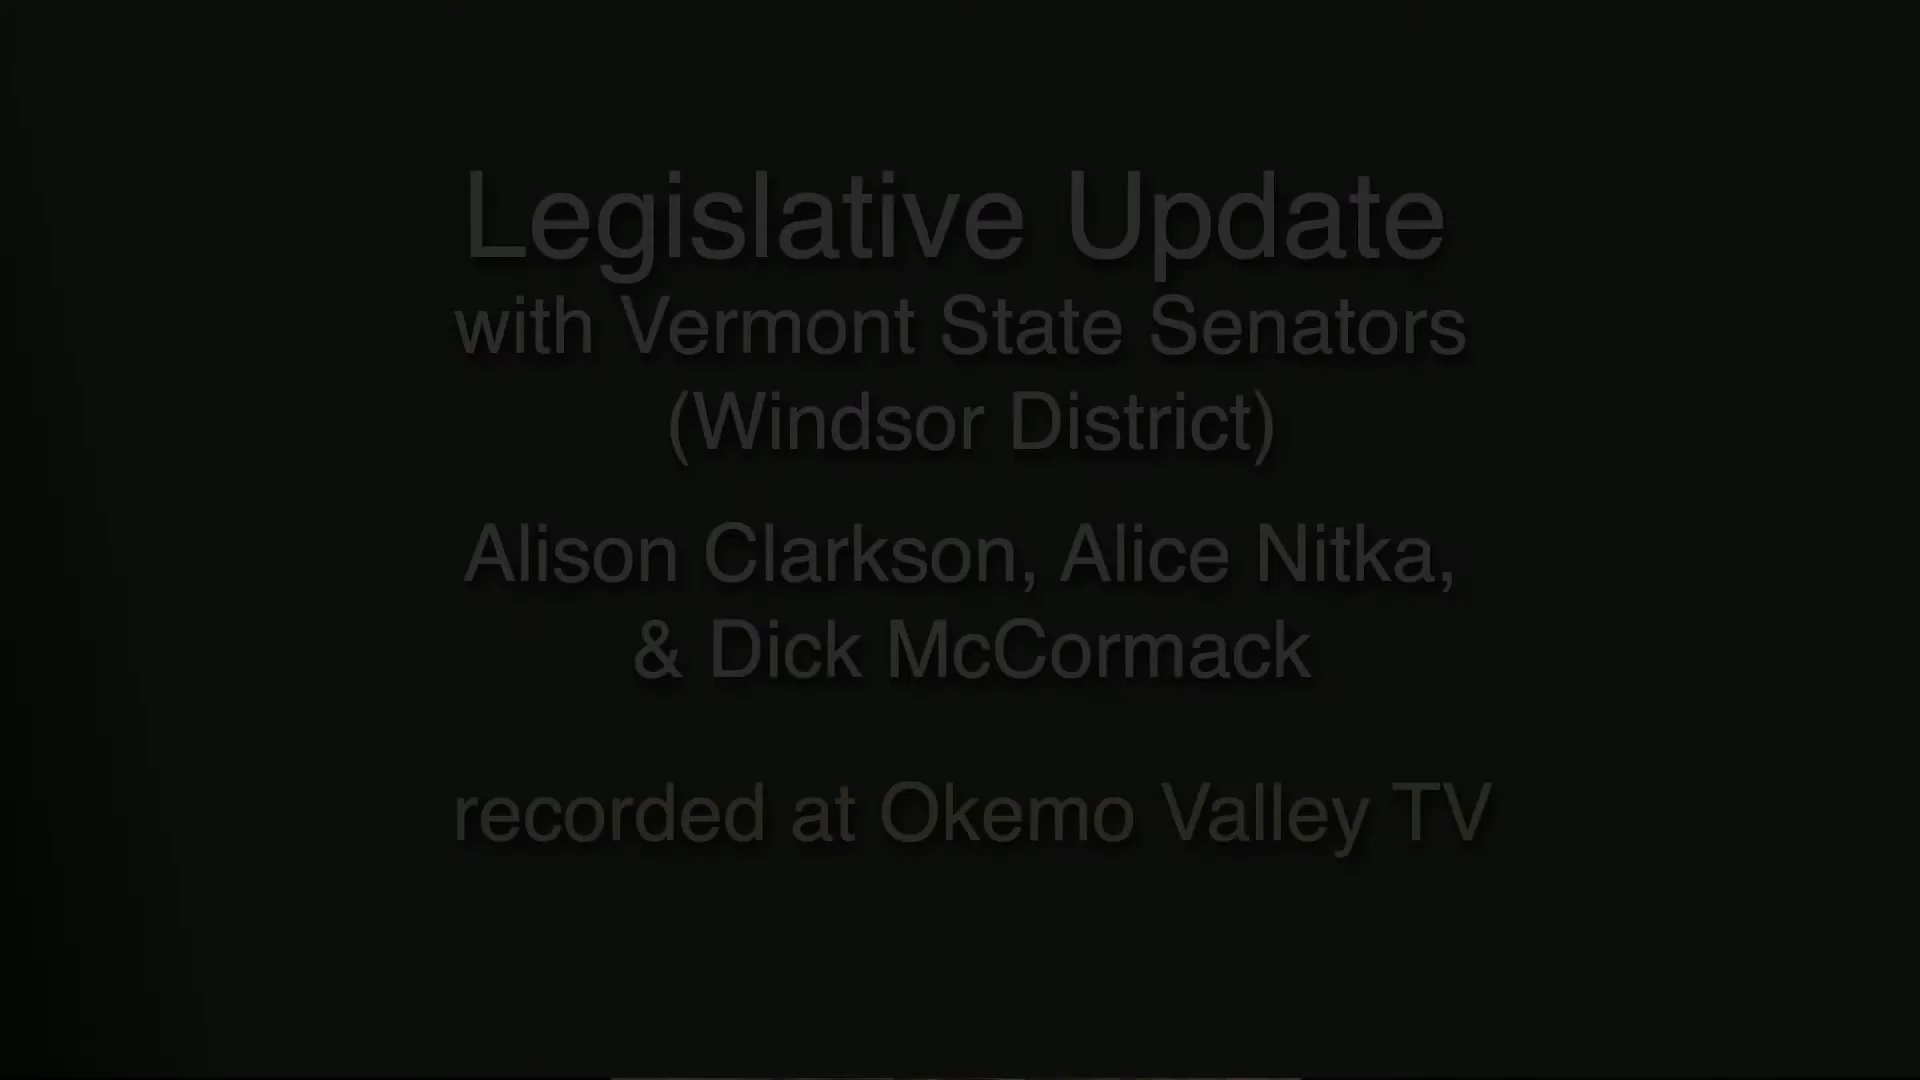 Legislative Update
with Vermont State Senators
(Windsor District)
Alison Clarkson, Alice Nitka,
& Dick McCormack
recorded at Okemo Valley TV